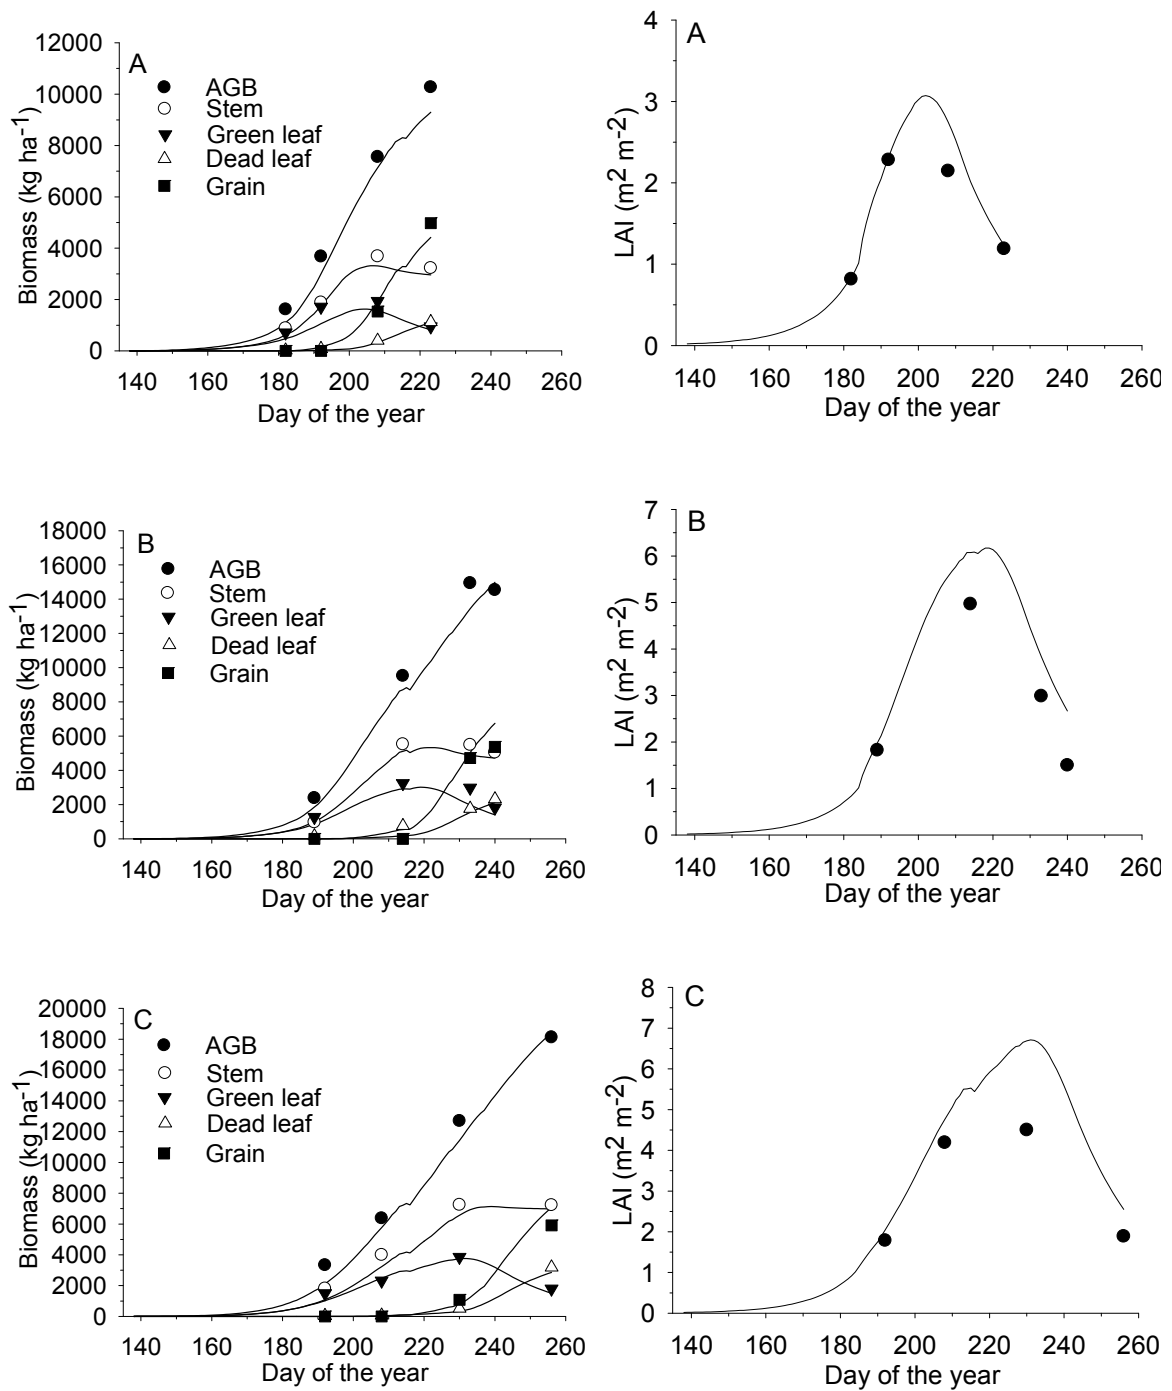 A
12000
10000
8000
6000
4000
2000
0
Biomass (kg ha-1)
AGB
Stem
Green leaf
Dead leaf
Grain
140 160 180 200 220 240 260
Day of the year
A
4
3
2
1
0
LAI (m2 m-2)
140 160 180 200 220 240 260
Day of the year
B
18000
16000
14000
12000
10000
8000
6000
4000
2000
0
Biomass (kg ha-1)
AGB
Stem
Green leaf
Dead leaf
Grain
140 160 180 200 220 240 260
Day of the year
B
7
6
5
4
3
2
1
0
LAI (m2 m-2)
140 160 180 200 220 240 260
Day of the year
C
20000
18000
16000
14000
12000
10000
8000
6000
4000
2000
0
Biomass (kg ha-1)
AGB
Stem
Green leaf
Dead leaf
Grain
140 160 180 200 220 240 260
Day of the year
C
8
7
6
5
4
3
2
1
0
LAI (m2 m-2)
140 160 180 200 220 240 260
Day of the year